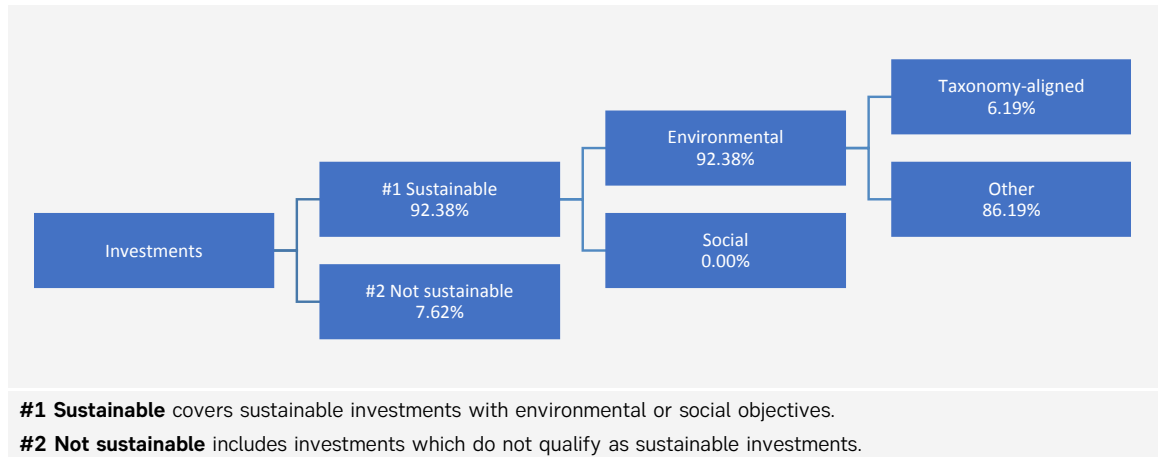 Investments
#1 Sustainable
92.38%
#2 Not sustainable
7.62%
Environmental
92.38%
Social
0.00%
Taxonomy-aligned
6.19%
Other
86.19%
#1 Sustainable covers sustainable investments with environmental or social objectives.
#2 Not sustainable includes investments which do not qualify as sustainable investments.